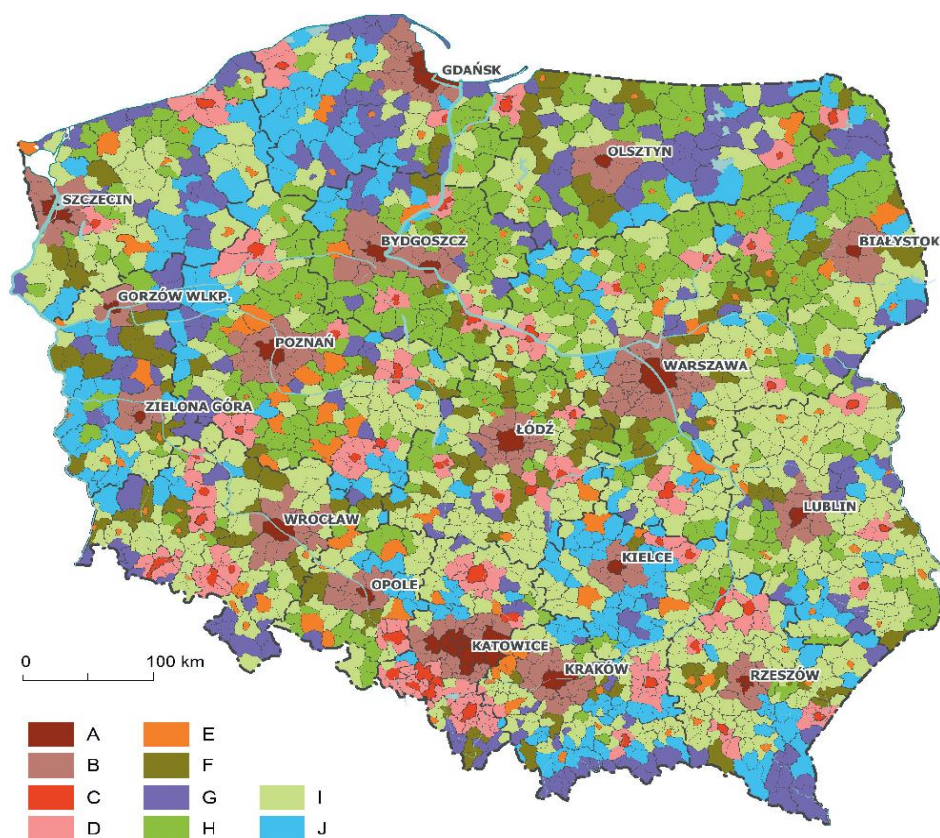 GDAŃSK
OLSZTYN
SZCZECIN
BYDGOSZCZ
BIAŁYSTOK
GORZÓW WLKP.
POZNAŃ
WARSZAWA
ZIELONA GÓRA
ŁÓDŹ
LUBLIN
WROCŁAW
KIELCE
OPOLE
KATOWICE
KRAKÓW
RZESZÓW
0 100 km
A E
B F
C G I
D H J